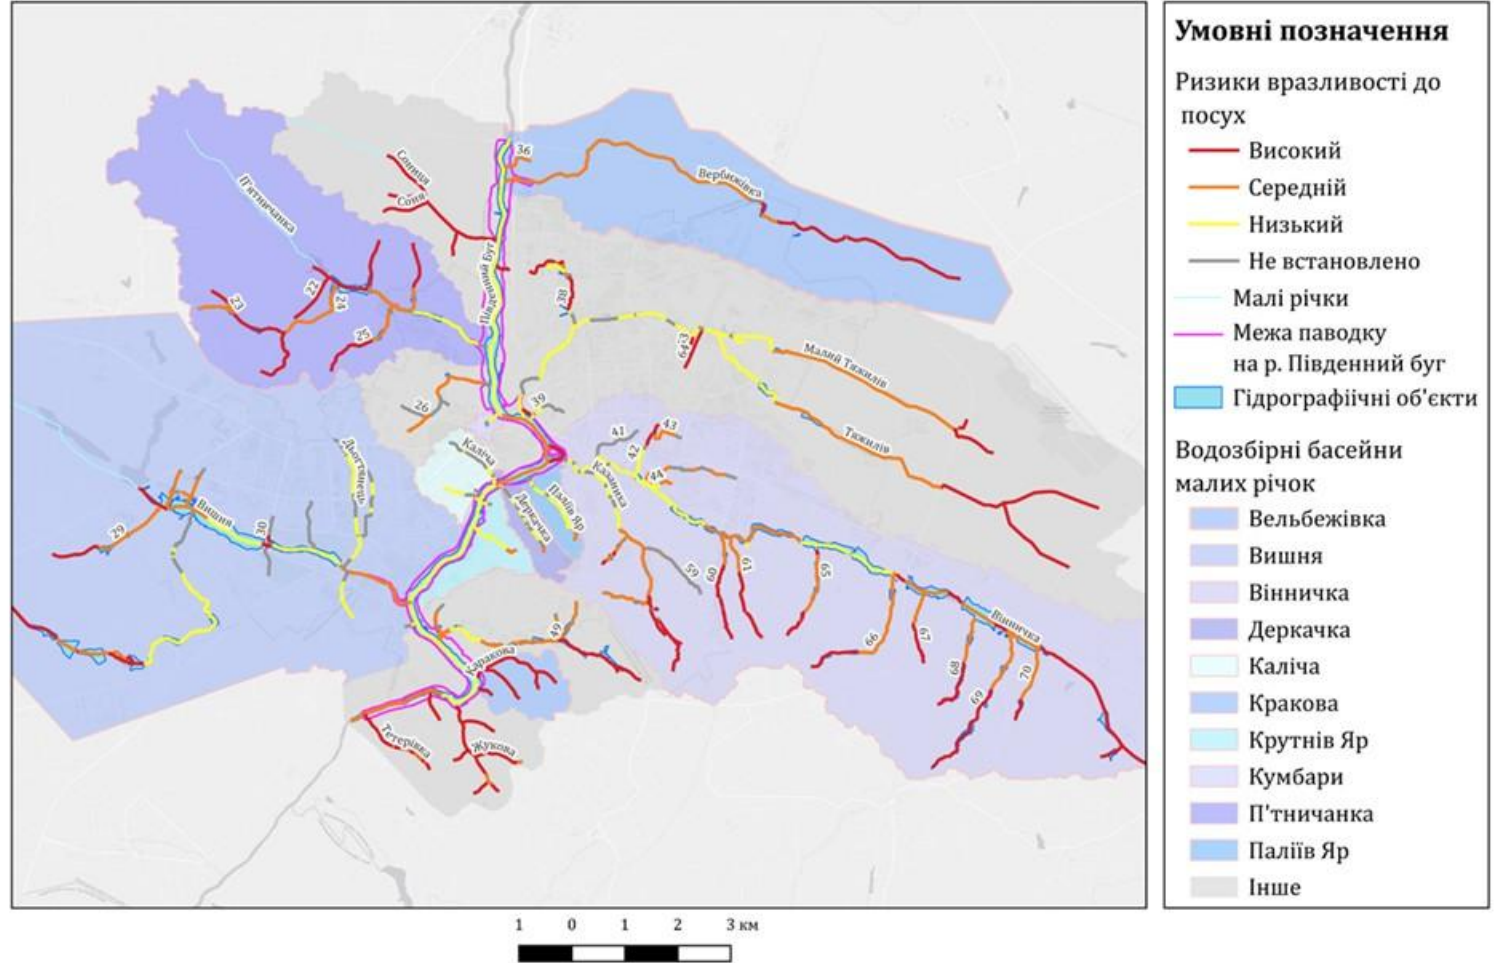 36
Сониця
Соня
Вербижівка
П'ятничанка
Південний Буг
22
23
24
25
38
Малий Тяжилів
Тяжилів
26
39
41
42
43
44
Каліча
Казаниха
Дьогтянець
Деркачка
Паліїв Яр
Вишня
29
30
59
60
61
65
66
67
68
69
70
Вінничка
49
Каракова
Тетерівка
Жукова
1 0 1 2 3 км
Умовні позначення
Ризики вразливості до
посух
Високий
Середній
Низький
Не встановлено
Малі річки
Межа паводку
на р. Південний буг
Гідрографіічні об'єкти
Водозбірні басейни
малих річок
Вельбежівка
Вишня
Вінничка
Деркачка
Каліча
Кракова
Крутнів Яр
Кумбари
П'тничанка
Паліїв Яр
Інше